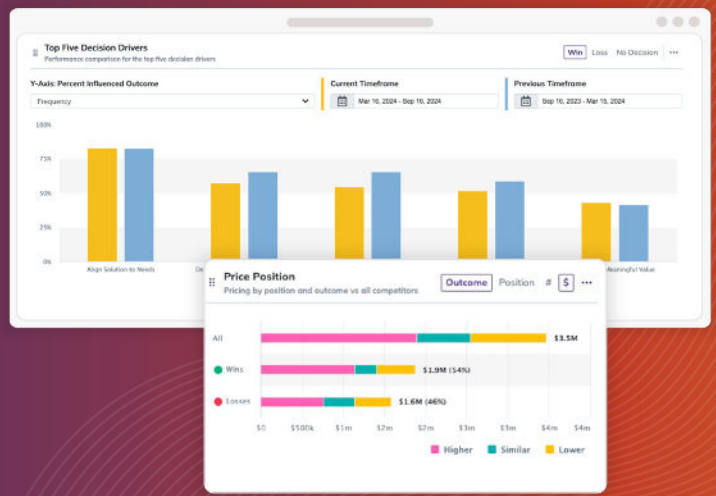 Top Five Decision Drivers
Performance comparison for the top five decision drivers
Win Loss No Decision
Y-Axis: Percent Influenced Outcome
Frequency
Current Timeframe
Mar 16, 2024 - Sep 16, 2024
Previous Timeframe
Sep 16, 2023 - Mar 15, 2024
100%
75%
50%
25%
0%
Align Solution to Needs
De
Meaningful Value
Price Position
Pricing by position and outcome vs all competitors
Outcome Position # $
All
$3.5M
Wins
$1.9M (54%)
Losses
$1.6M (46%)
$0 $500k $1m $2m $2m $3m $3m $4m $4m
Higher Similar Lower